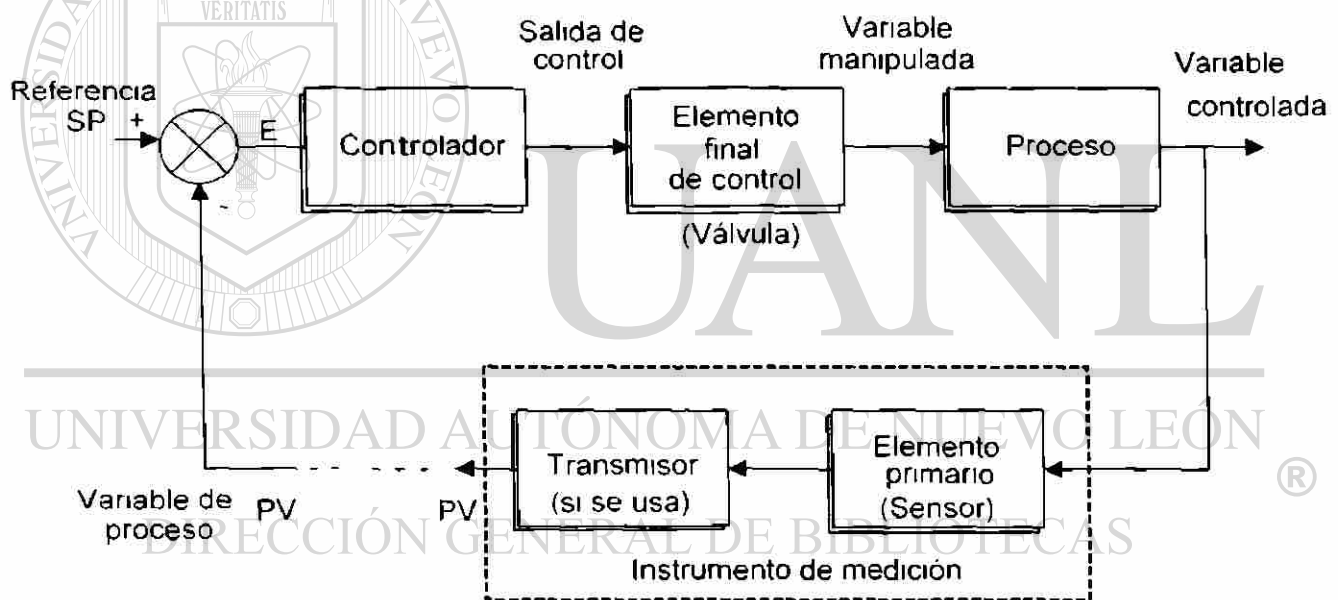 VERITATIS
Salida de
control
Variable
manipulada
Variable
controlada
Referencia
SP +
E
Controlador
Elemento
final
de control
(Válvula)
Proceso
-
UANL
UNIVERSIDAD AUTÓNOMA DE NUEVO LEÓN
®
Transmisor
(si se usa)
Elemento
primario
(Sensor)
Variable de
proceso
PV
PV
DIRECCIÓN GENERAL DE BIBLIOTECAS
Instrumento de medición